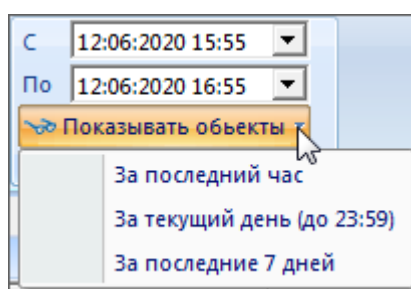 С 12:06:2020 15:55
По 12:06:2020 16:55
Показывать обьекты
За последний час
За текущий день (до 23:59)
За последние 7 дней